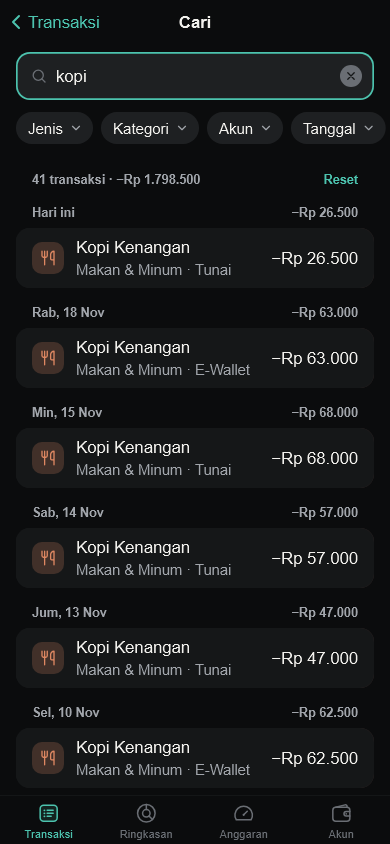 Transaksi
Cari
kopi
Jenis
Kategori
Akun
Tanggal
41 transaksi · −Rp 1.798.500
Reset
Hari ini
−Rp 26.500
Kopi Kenangan
Makan & Minum · Tunai
−Rp 26.500
Rab, 18 Nov
−Rp 63.000
Kopi Kenangan
Makan & Minum · E-Wallet
−Rp 63.000
Min, 15 Nov
−Rp 68.000
Kopi Kenangan
Makan & Minum · Tunai
−Rp 68.000
Sab, 14 Nov
−Rp 57.000
Kopi Kenangan
Makan & Minum · Tunai
−Rp 57.000
Jum, 13 Nov
−Rp 47.000
Kopi Kenangan
Makan & Minum · Tunai
−Rp 47.000
Sel, 10 Nov
−Rp 62.500
Kopi Kenangan
Makan & Minum · E-Wallet
−Rp 62.500
Transaksi
Ringkasan
Anggaran
Akun